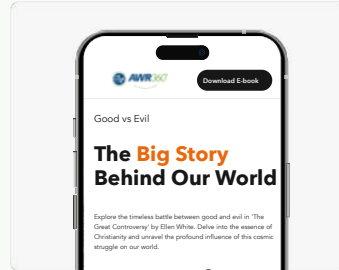 AWR360°
Download E-book
Good vs Evil
The Big Story
Behind Our World
Explore the timeless battle between good and evil in 'The
Great Controversy' by Ellen White. Delve into the essence of
Christianity and unravel the profound influence of this cosmic
struggle on our world.